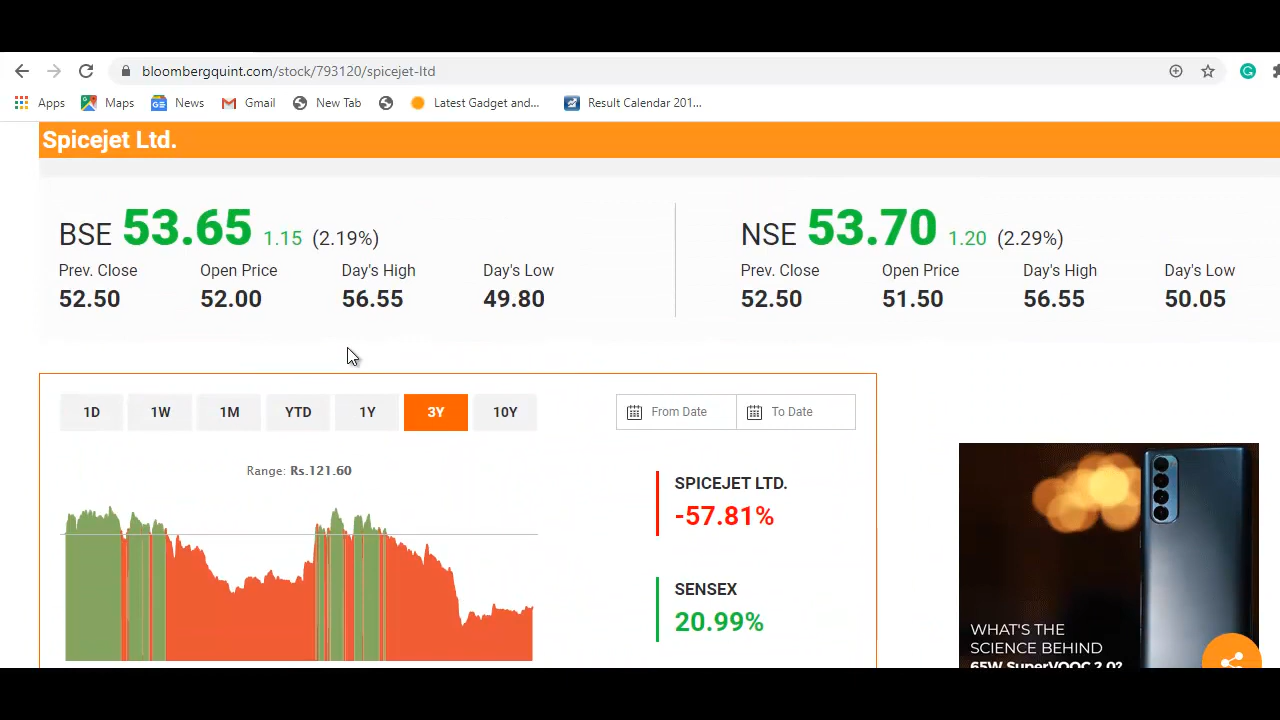 bloombergquint.com/stock/793120/spicejet-ltd
Apps Maps News Gmail New Tab Latest Gadget and... Result Calendar 201...
Spicejet Ltd.
BSE 53.65 1.15 (2.19%)
Prev. Close Open Price Day's High Day's Low
52.50 52.00 56.55 49.80
NSE 53.70 1.20 (2.29%)
Prev. Close Open Price Day's High Day's Low
52.50 51.50 56.55 50.05
1D 1W 1M YTD 1Y 3Y 10Y
From Date To Date
Range: Rs.121.60
SPICEJET LTD.
-57.81%
SENSEX
20.99%
WHAT'S THE
SCIENCE BEHIND
65W SuperVOOC 2.0?